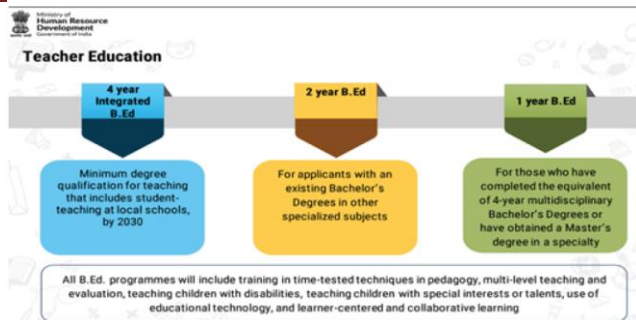 Ministry of
Human Resource
Development
Government of India
Teacher Education
4 year
Integrated
B.Ed
2 year B.Ed
1 year B.Ed
Minimum degree
qualification for teaching
that includes student-
teaching at local schools,
by 2030
For applicants with an
existing Bachelor's
Degrees in other
specialized subjects
For those who have
completed the equivalent
of 4-year multidisciplinary
Bachelor's Degrees or
have obtained a Master's
degree in a specialty
All B.Ed. programmes will include training in time-tested techniques in pedagogy, multi-level teaching and
evaluation, teaching children with disabilities, teaching children with special interests or talents, use of
educational technology, and learner-centered and collaborative learning